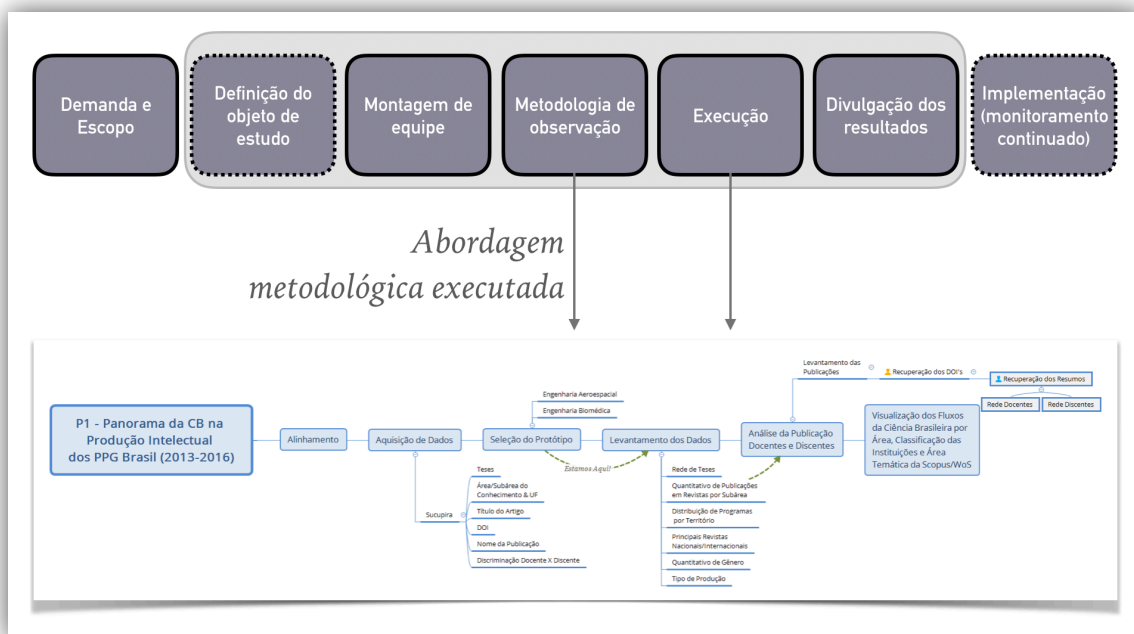 Demanda e
Escopo
Definição do
objeto de
estudo
Montagem de
equipe
Metodologia de
observação
Execução
Divulgação dos
resultados
Implementação
(monitoramento
continuado)
Abordagem
metodológica executada
P1 - Panorama da CB na
Produção Intelectual
dos PPG Brasil (2013-2016)
Alinhamento
Aquisição de Dados
Sucupira
Teses
Área/Subárea do
Conhecimento & UF
Título do Artigo
DOI
Nome da Publicação
Discriminação Docente X Discente
Seleção do Protótipo
Engenharia Aeroespacial
Engenharia Biomédica
Estamos Aqui!
Levantamento dos Dados
Rede de Teses
Quantitativo de Publicações
em Revistas por Subárea
Distribuição de Programas
por Território
Principais Revistas
Nacionais/Internacionais
Quantitativo de Gênero
Tipo de Produção
Análise da Publicação
Docentes e Discentes
Levantamento das
Publicações
Recuperação dos DOI's
Recuperação dos Resumos
Rede Docentes
Rede Discentes
Visualização dos Fluxos
da Ciência Brasileira por
Área, Classificação das
Instituições e Área
Temática da Scopus/WoS